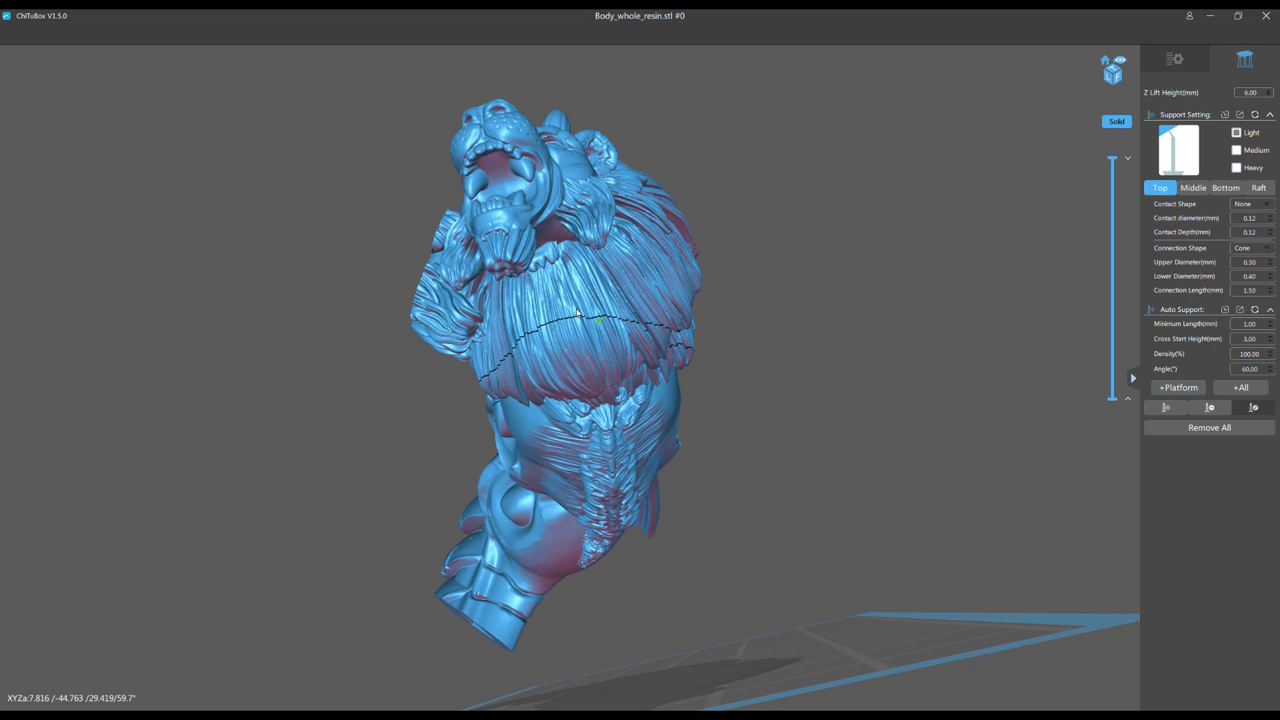 ChiTuBox V1.5.0
Body_whole_resin.stl #0
Z Lift Height(mm) 6.00
Support Setting:
Light
Medium
Heavy
Top Middle Bottom Raft
Contact Shape None
Contact diameter(mm) 0.12
Contact Depth(mm) 0.12
Connection Shape Cone
Upper Diameter(mm) 0.30
Lower Diameter(mm) 0.40
Connection Length(mm) 1.50
Auto Support:
Minimum Length(mm) 1.00
Cross Start Height(mm) 3.00
Density(%) 100.00
Angle(°) 60.00
+Platform +All
Remove All
Solid
XYZa:7.816 /-44.763 /29.419/59.7°